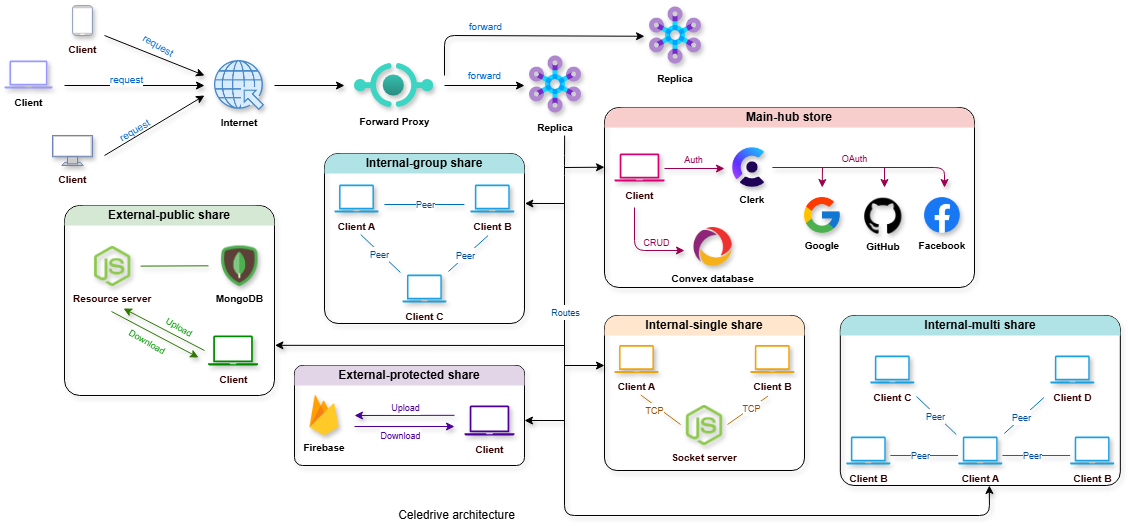 Client
request
Client
request
Client
request
Internet
Forward Proxy
forward
forward
Replica
Replica
Main-hub store
Client
Auth
Clerk
OAuth
Google
GitHub
Facebook
CRUD
Convex database
Internal-group share
Client A
Peer
Client B
Peer
Peer
Client C
External-public share
JS
Resource server
MongoDB
Upload
Download
Client
Routes
External-protected share
Firebase
Upload
Download
Client
Internal-single share
Client A
Client B
TCP
TCP
JS
Socket server
Internal-multi share
Client C
Client D
Peer
Peer
Client B
Peer
Client A
Peer
Client B
Celedrive architecture